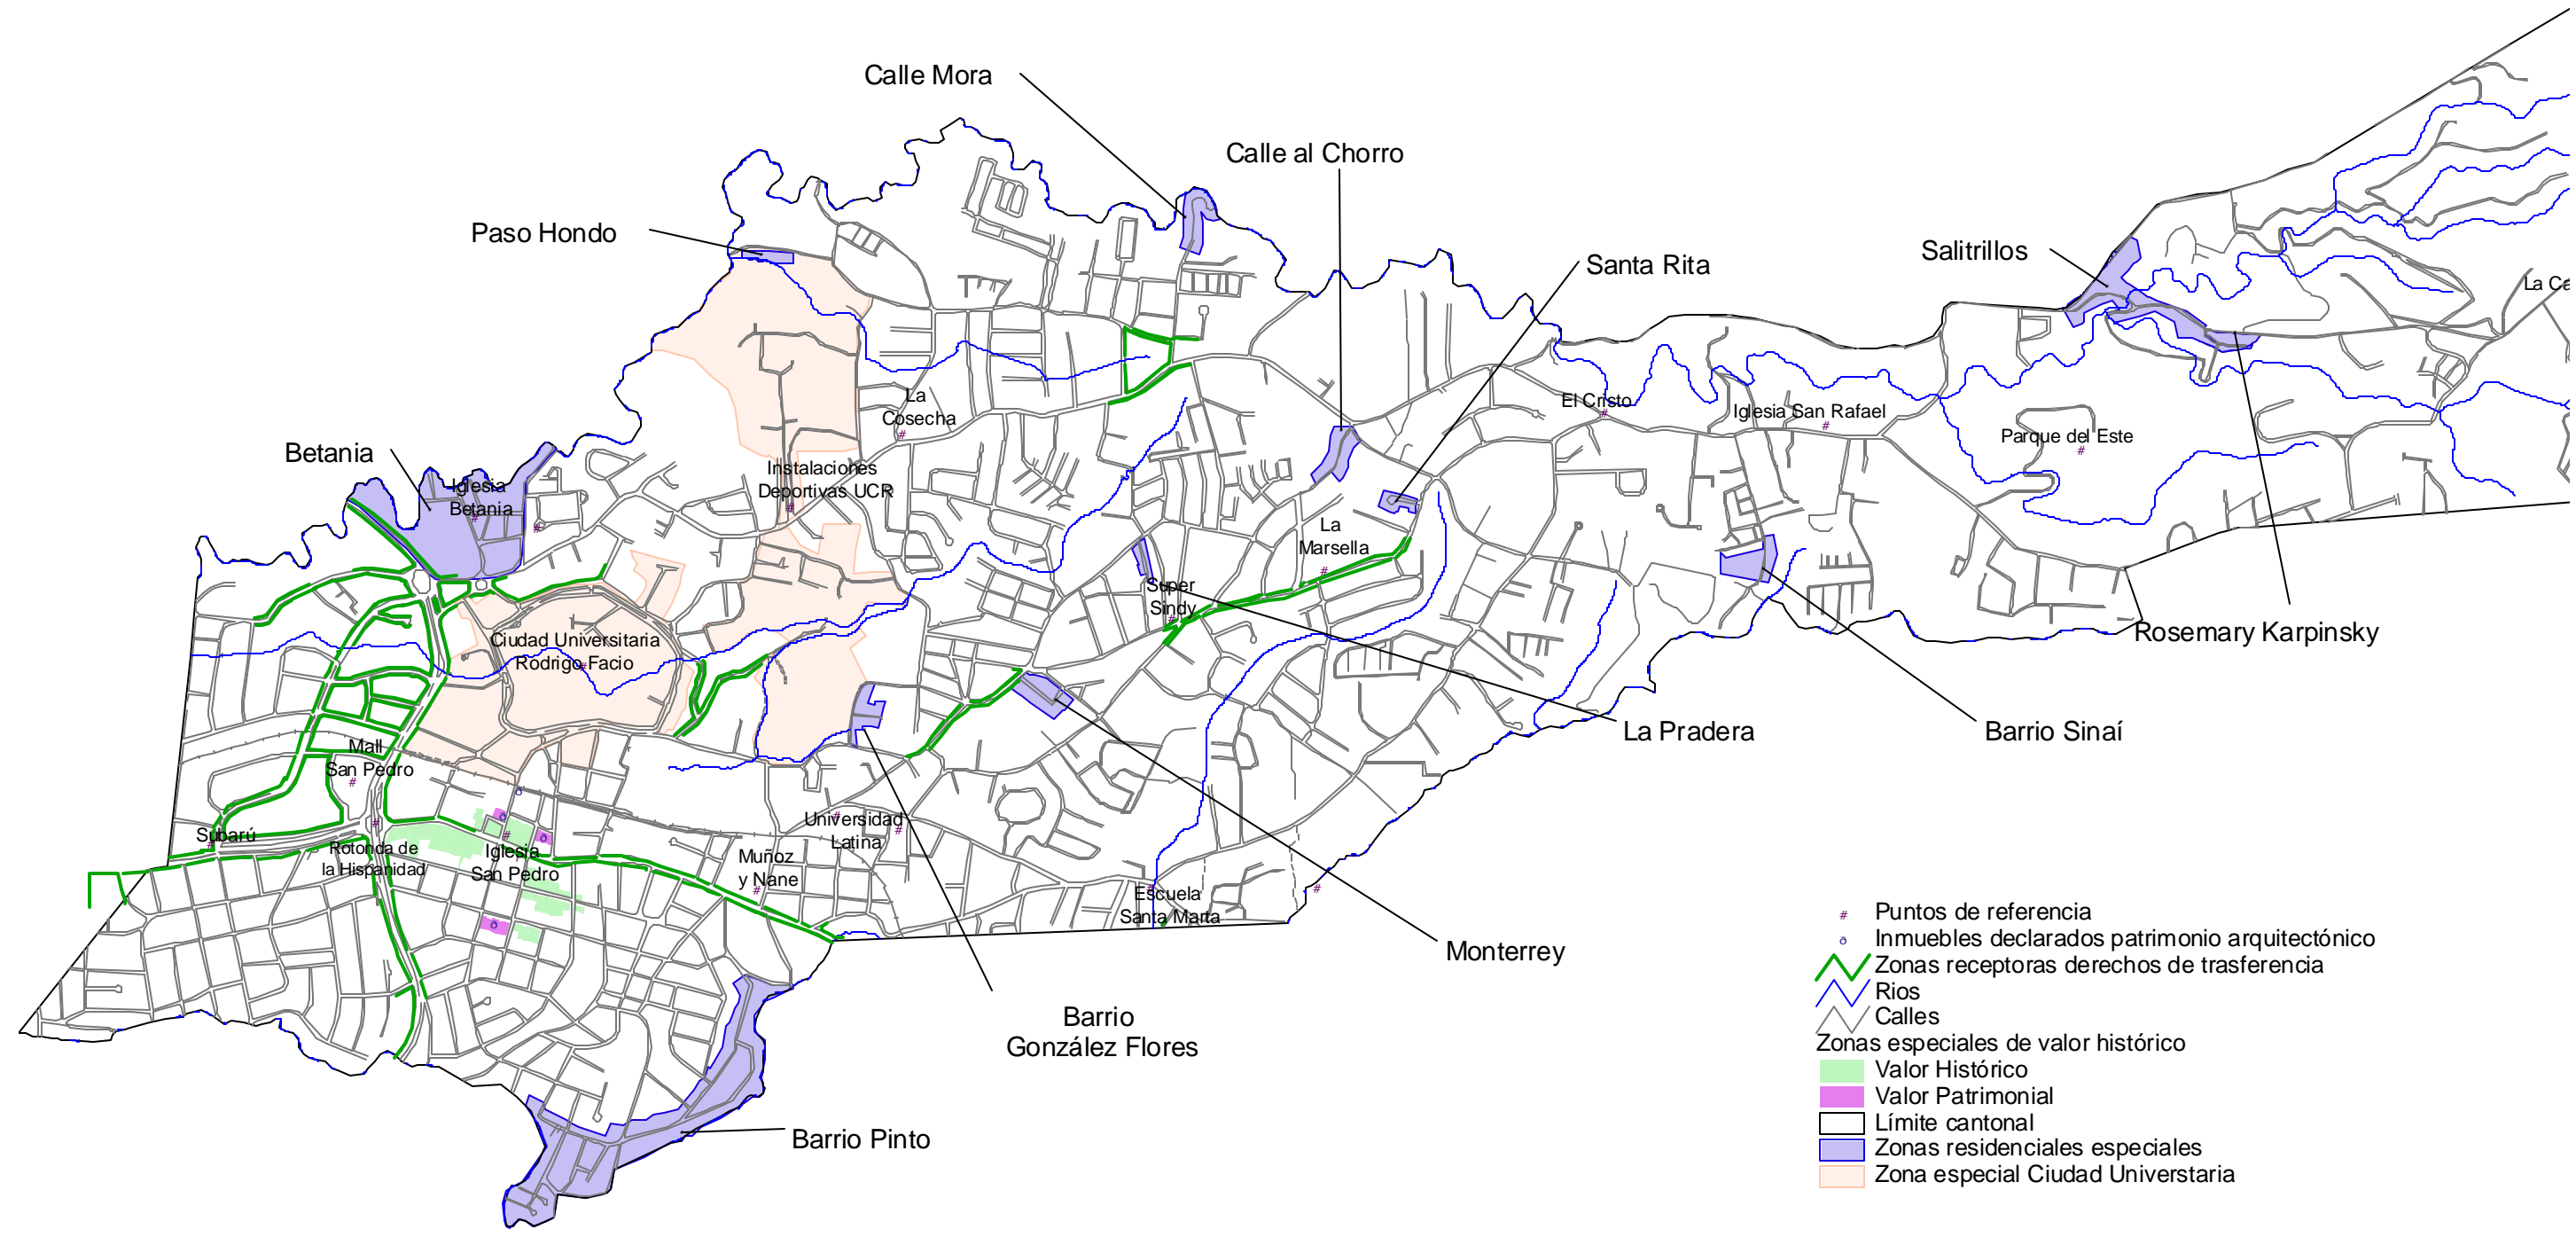 Calle Mora
Calle al Chorro
Paso Hondo
Santa Rita
Salitrillos
La Ca
La
Cosecha
El Cristo
Iglesia San Rafael
Parque del Este
Betania
Iglesia
Betania
Instalaciones
Deportivas UCR
La
Marsella
Super
Sindy
Ciudad Universitaria
Rodrigo Facio
Rosemary Karpinsky
La Pradera
Barrio Sinaí
Mall
San Pedro
Subarú
Rotonda de
la Hispanidad
Iglesia
San Pedro
Universidad
Latina
Muñoz
y Nane
Escuela
Santa Marta
Monterrey
Barrio
González Flores
Barrio Pinto
Puntos de referencia
Inmuebles declarados patrimonio arquitectónico
Zonas receptoras derechos de trasferencia
Rios
Calles
Zonas especiales de valor histórico
Valor Histórico
Valor Patrimonial
Límite cantonal
Zonas residenciales especiales
Zona especial Ciudad Universtaria